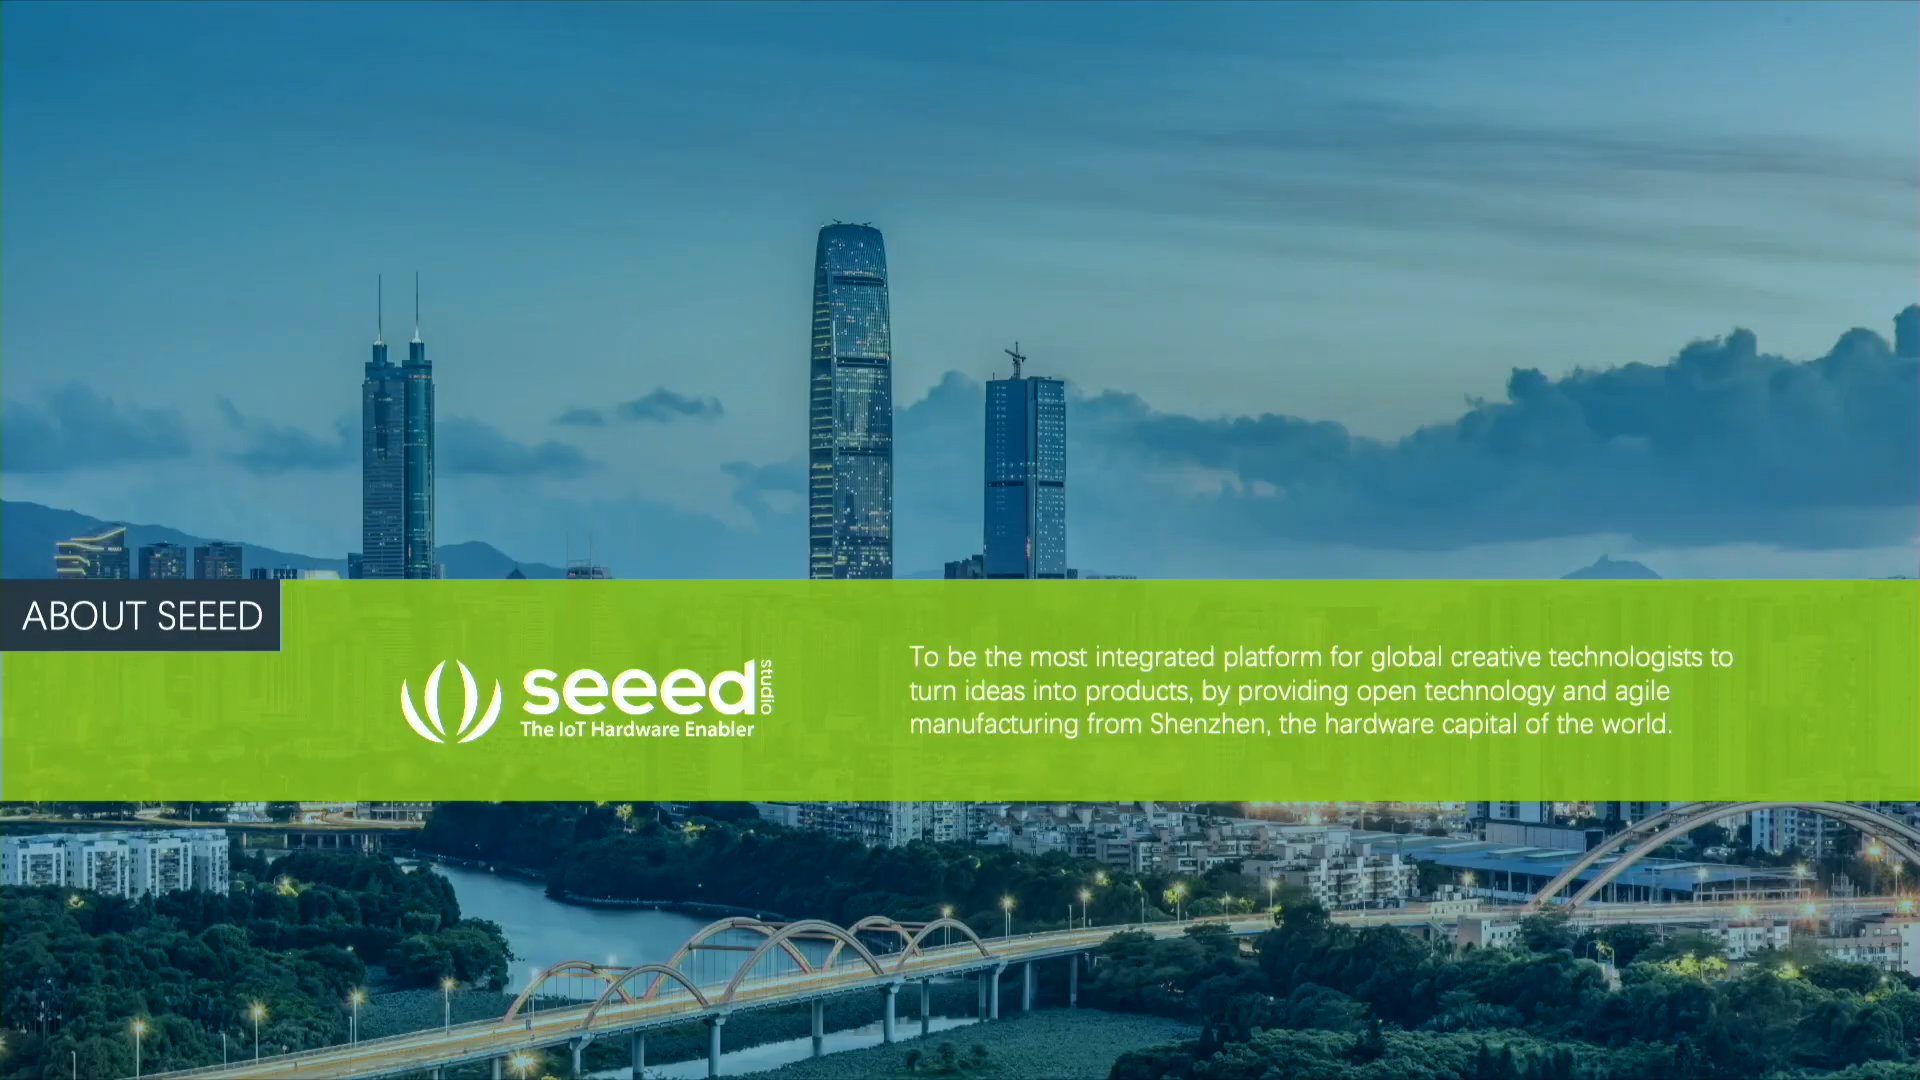 ABOUT SEEED
seeed studio
The IoT Hardware Enabler
To be the most integrated platform for global creative technologists to
turn ideas into products, by providing open technology and agile
manufacturing from Shenzhen, the hardware capital of the world.